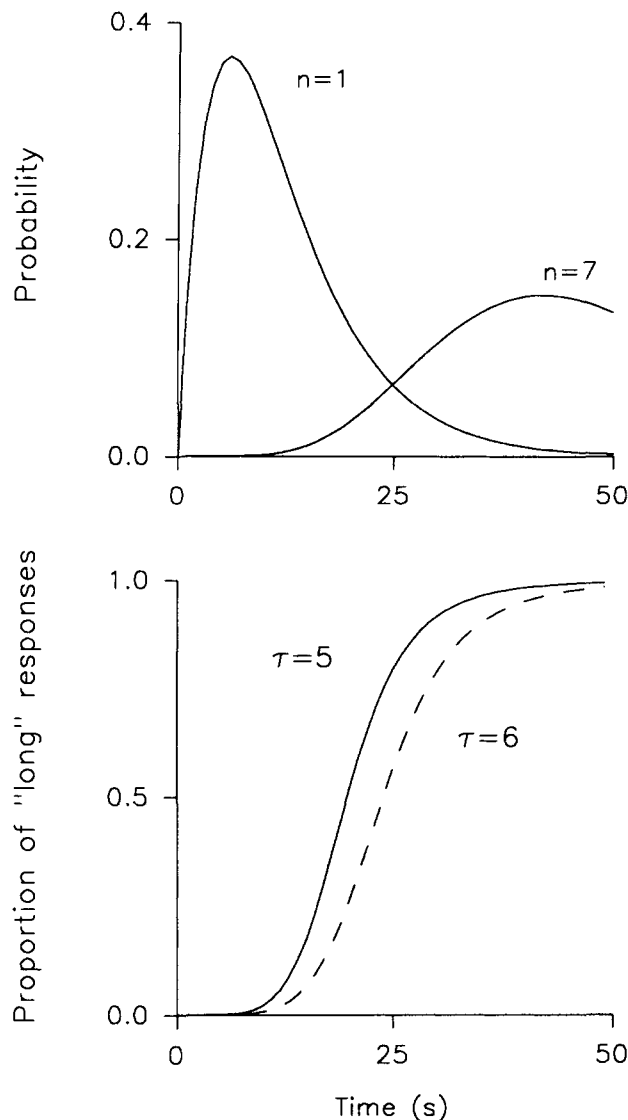 0.4
n=1
Probability
0.2
n=7
0.0
0
25
50
1.0
τ=5
τ=6
Proportion of "long" responses
0.5
0.0
0
25
50
Time (s)